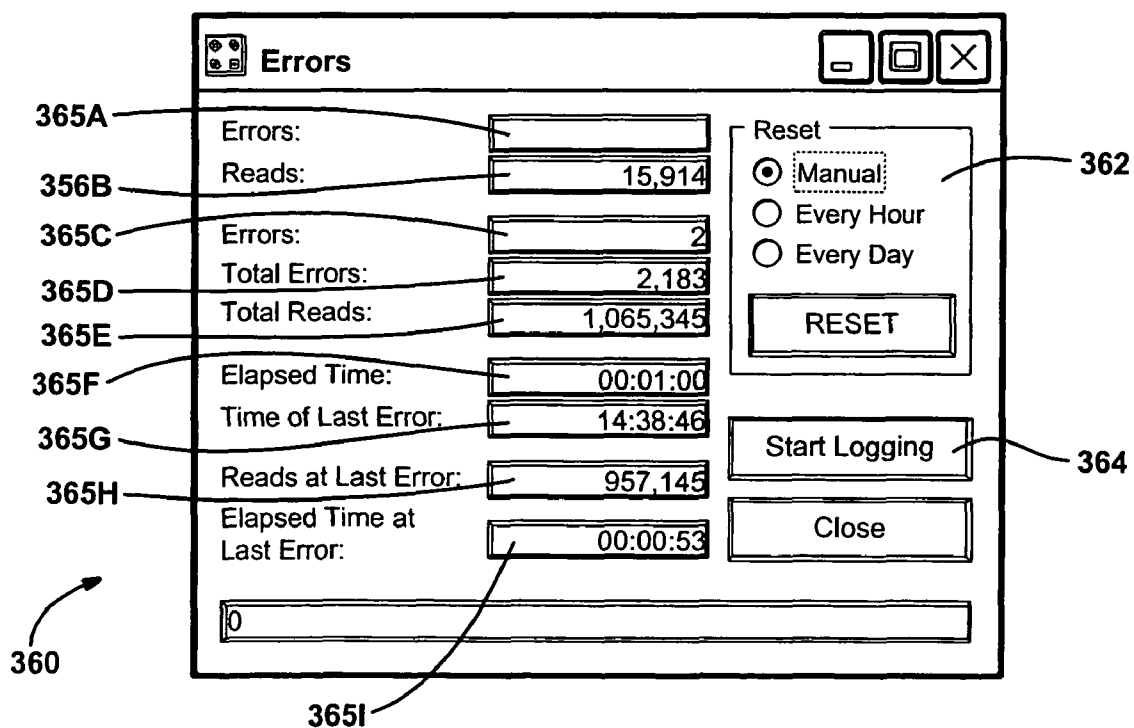 Errors
365A
Errors:
356B
Reads:
15,914
365C
Errors:
2
365D
Total Errors:
2,183
365E
Total Reads:
1,065,345
365F
Elapsed Time:
00:01:00
365G
Time of Last Error:
14:38:46
365H
Reads at Last Error:
957,145
Elapsed Time at
Last Error:
00:00:53
365I
0
360
Reset
Manual
Every Hour
Every Day
RESET
362
Start Logging
364
Close